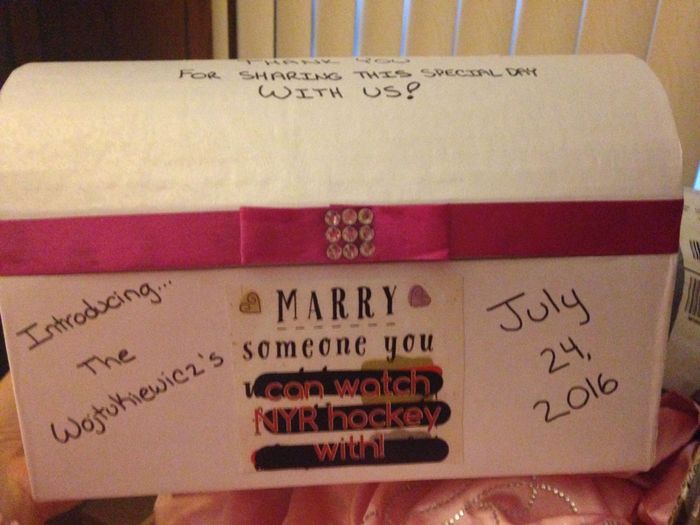 THANK YOU
FOR SHARING THIS SPECIAL DAY
WITH US!
Introducing...
The
Wojtukiewicz's
MARRY
someone you
can watch
NYR hockey
with!
July
24,
2016